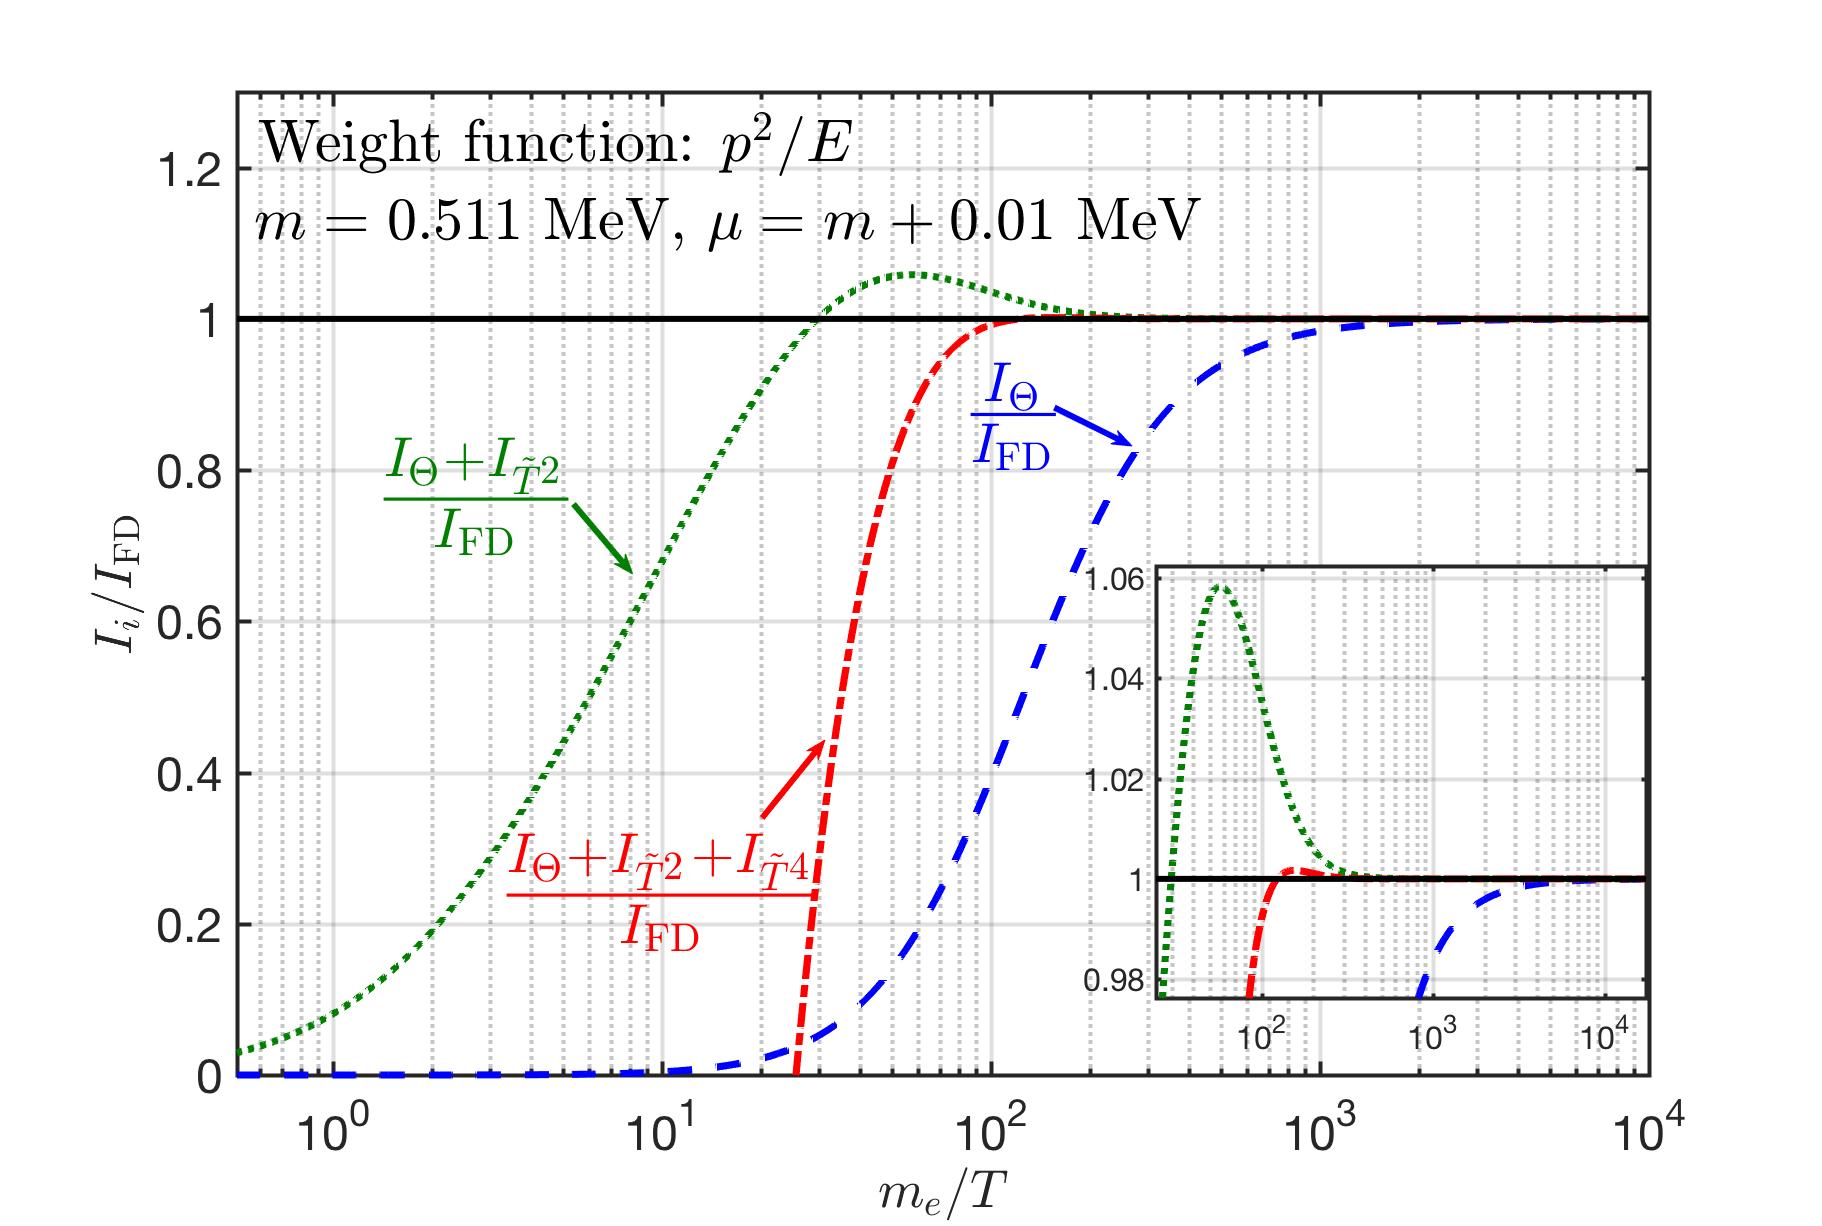 Weight function: p²/E
m = 0.511 MeV, μ = m + 0.01 MeV
1.2
1
0.8
0.6
0.4
0.2
0
I_i/I_FD
I_Θ+I_T̃²
I_FD
I_Θ
I_FD
I_Θ+I_T̃²+I_T̃⁴
I_FD
1.06
1.04
1.02
1
0.98
10² 10³ 10⁴
10⁰ 10¹ 10² 10³ 10⁴
m_e/T